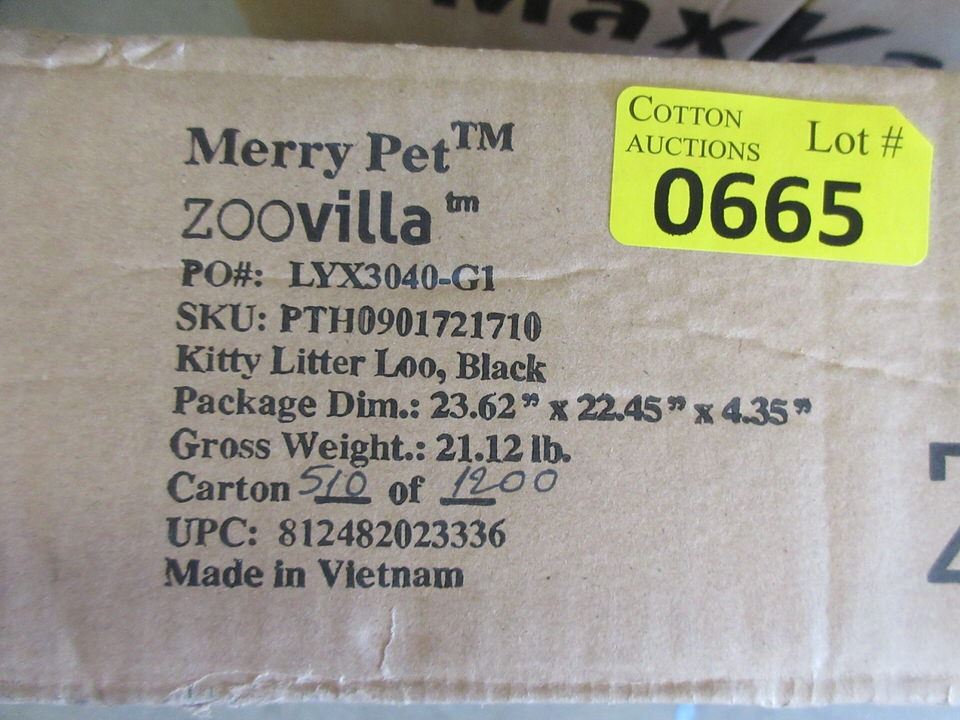 Merry Pet™
zoovilla™
PO#: LYX3040-G1
SKU: PTH0901721710
Kitty Litter Loo, Black
Package Dim.: 23.62” x 22.45” x 4.35”
Gross Weight.: 21.12 lb.
Carton 510 of 1200
UPC: 812482023336
Made in Vietnam
COTTON
AUCTIONS
Lot #
0665